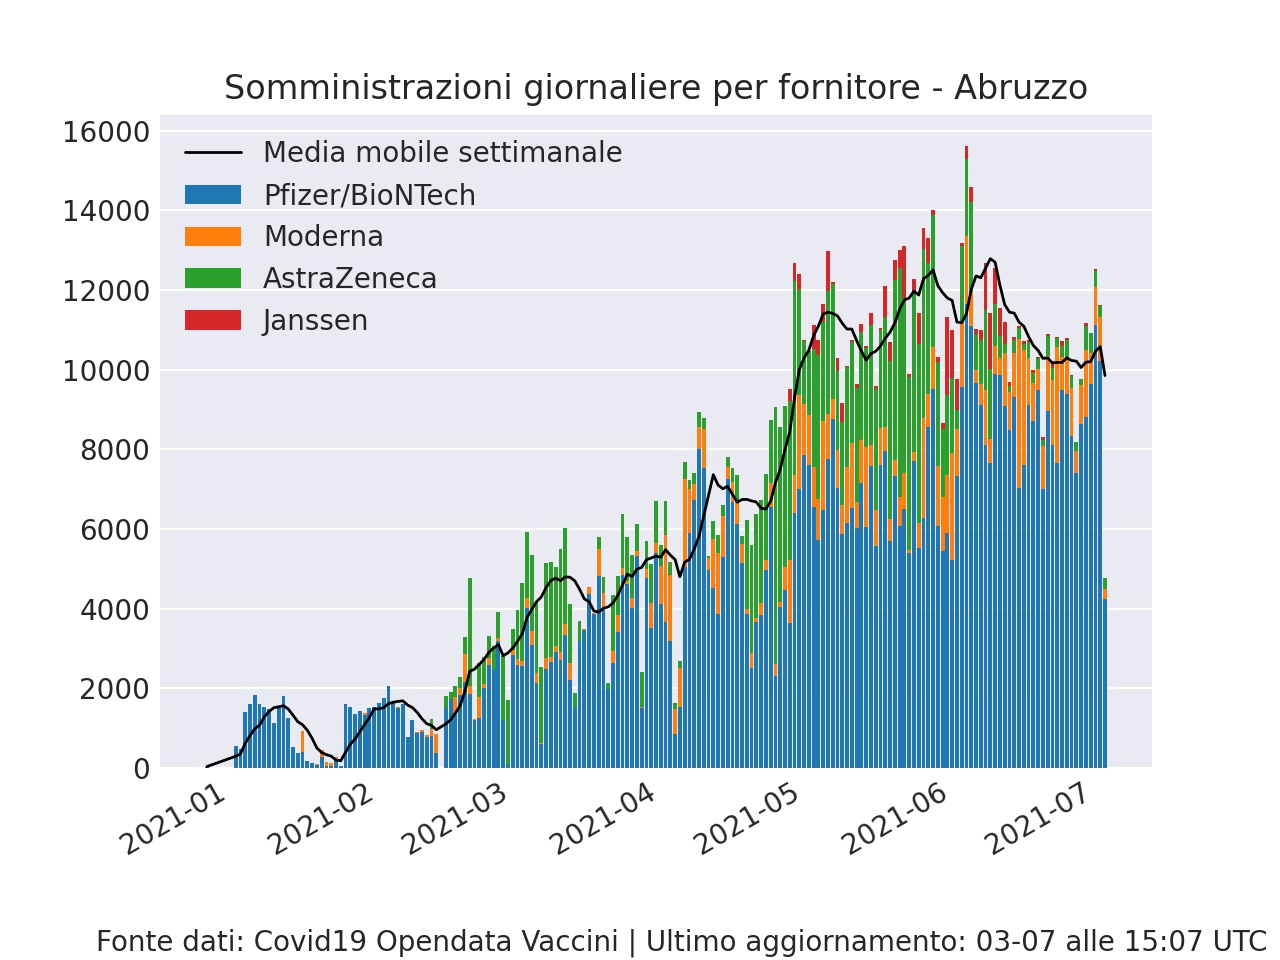 Somministrazioni giornaliere per fornitore - Abruzzo
16000
14000
12000
10000
8000
6000
4000
2000
0
Media mobile settimanale
Pfizer/BioNTech
Moderna
AstraZeneca
Janssen
2021-01
2021-02
2021-03
2021-04
2021-05
2021-06
2021-07
Fonte dati: Covid19 Opendata Vaccini | Ultimo aggiornamento: 03-07 alle 15:07 UTC